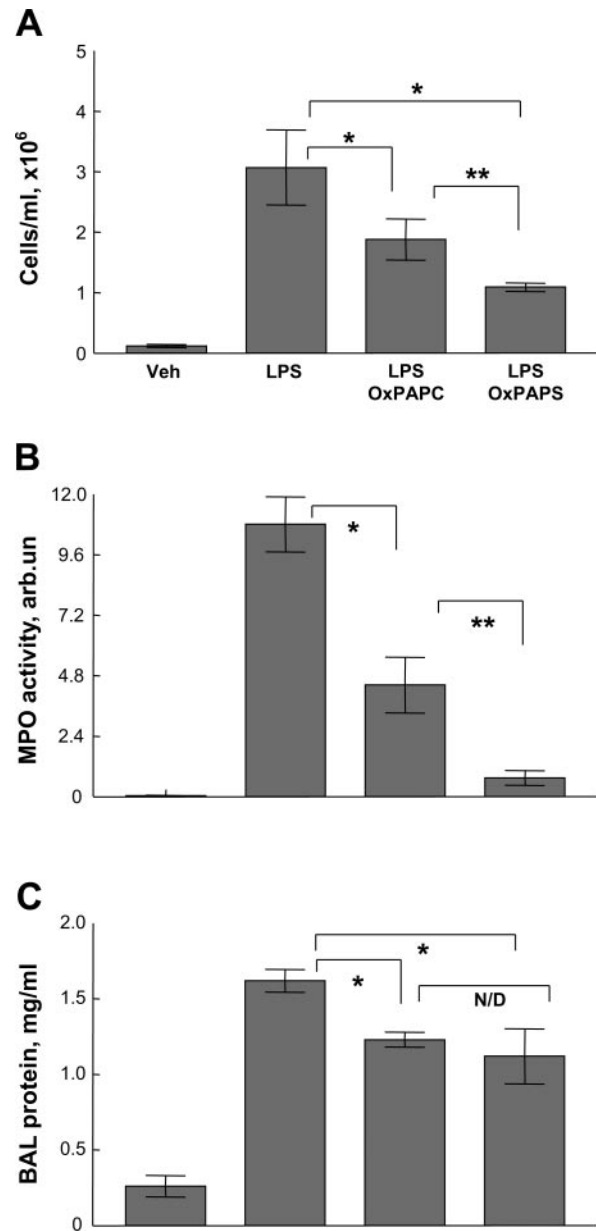 A
Cells/ml, x10⁶
5
4
3
2
1
0
*
*
**
Veh
LPS
LPS
OxPAPC
LPS
OxPAPS
B
MPO activity, arb.un
12.0
9.6
7.2
4.8
2.4
0
*
**
C
BAL protein, mg/ml
2.0
1.5
1.0
0.5
0
*
*
N/D